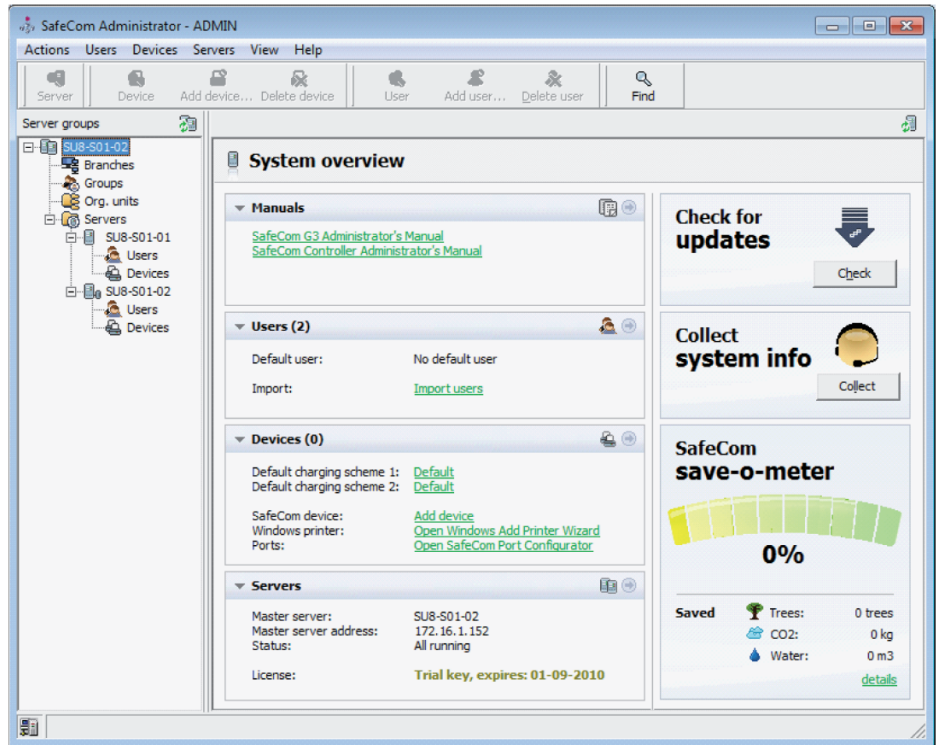 SafeCom Administrator - ADMIN
Actions Users Devices Servers View Help
Server Device Add device... Delete device User Add user... Delete user Find
Server groups
SU8-S01-02
Branches
Groups
Org. units
Servers
SU8-S01-01
Users
Devices
SU8-S01-02
Users
Devices
System overview
Manuals
SafeCom G3 Administrator's Manual
SafeCom Controller Administrator's Manual
Users (2)
Default user: No default user
Import: Import users
Devices (0)
Default charging scheme 1: Default
Default charging scheme 2: Default
SafeCom device: Add device
Windows printer: Open Windows Add Printer Wizard
Ports: Open SafeCom Port Configurator
Servers
Master server: SU8-S01-02
Master server address: 172.16.1.152
Status: All running
License: Trial key, expires: 01-09-2010
Check for
updates
Check
Collect
system info
Collect
SafeCom
save-o-meter
0%
Saved Trees: 0 trees
CO2: 0 kg
Water: 0 m3
details